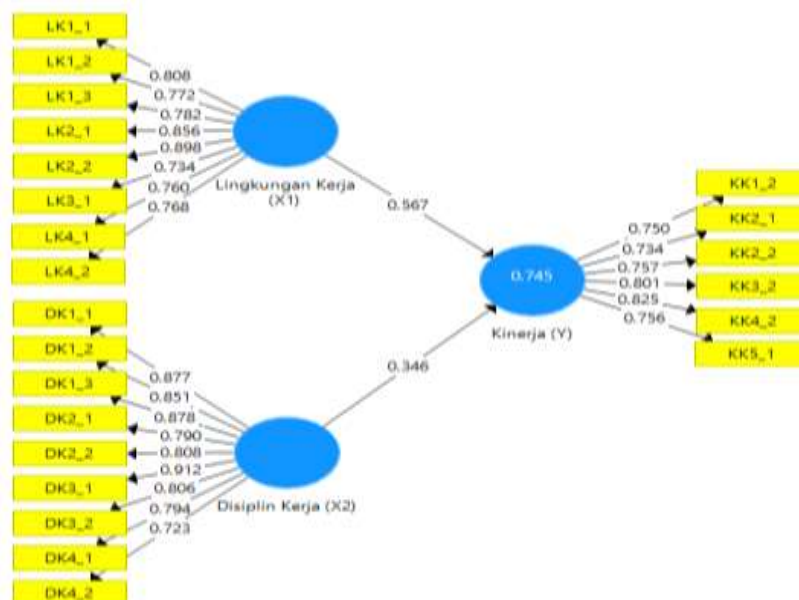 LK1_1
LK1_2
LK1_3
LK2_1
LK2_2
LK3_1
LK4_1
LK4_2
0.808
0.772
0.782
0.856
0.898
0.734
0.760
0.768
Lingkungan Kerja
(X1)
0.567
DK1_1
DK1_2
DK1_3
DK2_1
DK2_2
DK3_1
DK3_2
DK4_1
DK4_2
0.877
0.851
0.878
0.790
0.808
0.912
0.806
0.794
0.723
Disiplin Kerja (X2)
0.346
0.745
Kinerja (Y)
0.750
0.734
0.757
0.801
0.825
0.756
KK1_2
KK2_1
KK2_2
KK3_2
KK4_2
KK5_1